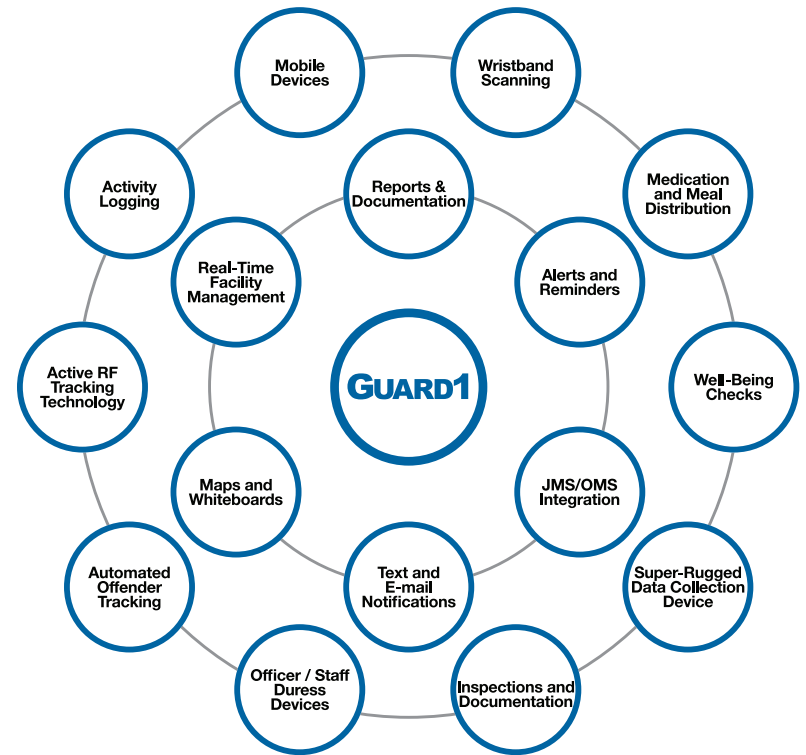 Mobile
Devices
Wristband
Scanning
Activity
Logging
Reports &
Documentation
Medication
and Meal
Distribution
Real-Time
Facility
Management
Alerts and
Reminders
Active RF
Tracking
Technology
GUARD1
Well-Being
Checks
Maps and
Whiteboards
JMS/OMS
Integration
Automated
Offender
Tracking
Text and
E-mail
Notifications
Super-Rugged
Data Collection
Device
Officer / Staff
Duress
Devices
Inspections and
Documentation